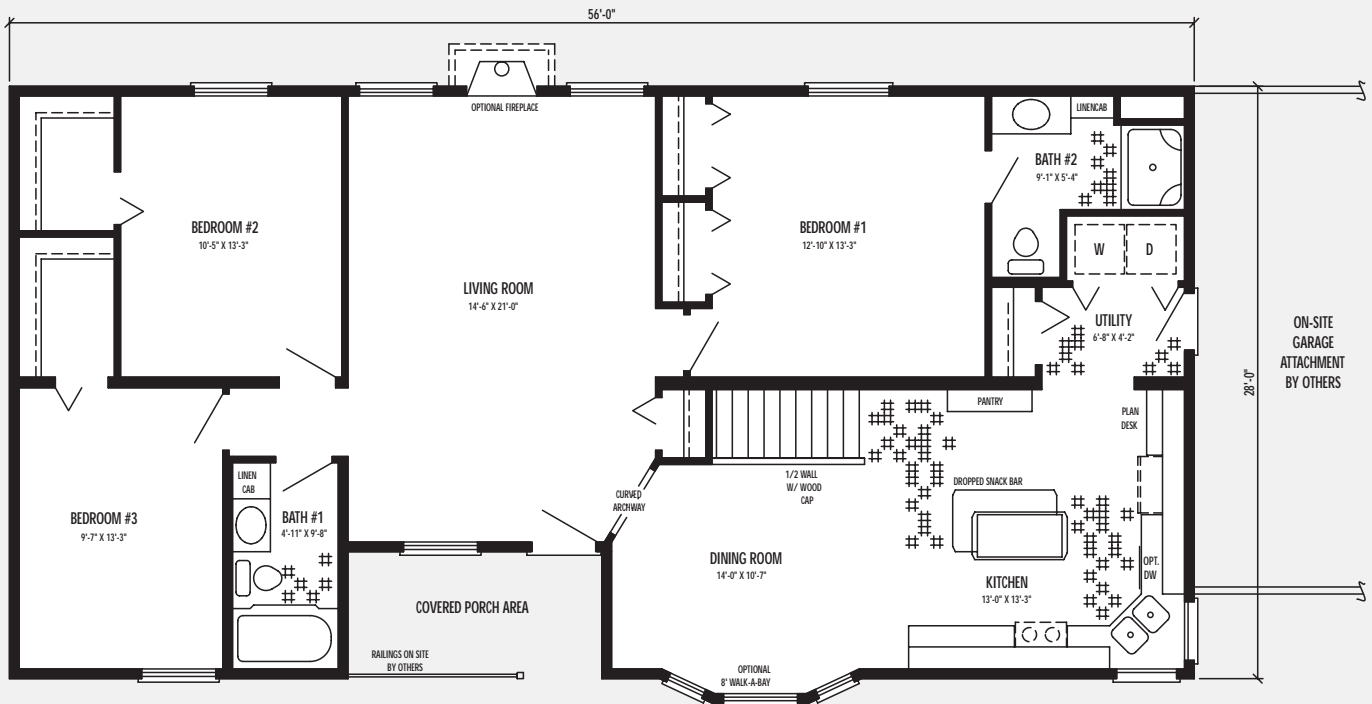 56'-0"
OPTIONAL FIREPLACE
LINENCAB
BATH #2
9'-1" X 5'-4"
BEDROOM #2
10'-5" X 13'-3"
BEDROOM #1
12'-10" X 13'-3"
W
D
LIVING ROOM
14'-6" X 21'-0"
UTILITY
6'-8" X 4'-2"
ON-SITE
GARAGE
ATTACHMENT
BY OTHERS
28'-0"
PANTRY
PLAN
DESK
LINEN
CAB
1/2 WALL
W/ WOOD
CAP
DROPPED SNACK BAR
CURVED
ARCHWAY
BEDROOM #3
9'-7" X 13'-3"
BATH #1
4'-11" X 9'-8"
DINING ROOM
14'-0" X 10'-7"
OPT.
DW
KITCHEN
13'-0" X 13'-3"
COVERED PORCH AREA
RAILINGS ON SITE
BY OTHERS
OPTIONAL
8' WALK-A-BAY